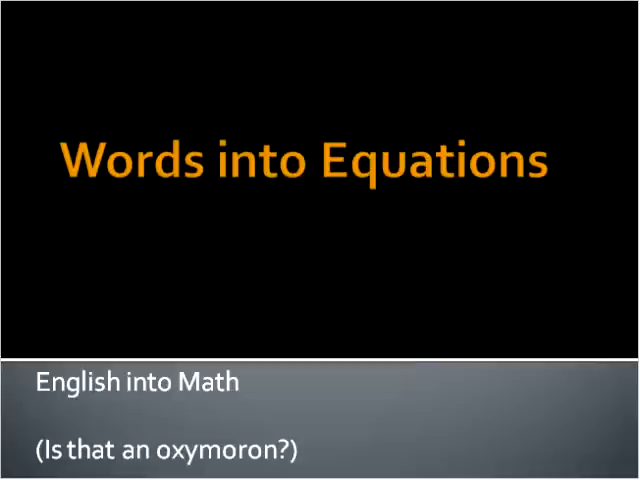 Words into Equations
English into Math
(Is that an oxymoron?)